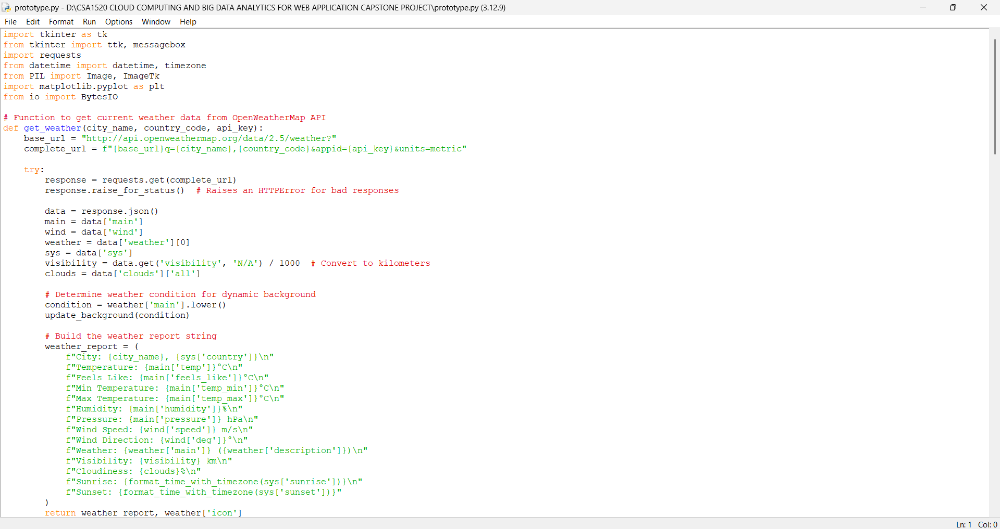 prototype.py - D:\CSA1520 CLOUD COMPUTING AND BIG DATA ANALYTICS FOR WEB APPLICATION CAPSTONE PROJECT\prototype.py (3.12.9)
File Edit Format Run Options Window Help
import tkinter as tk
from tkinter import ttk, messagebox
import requests
from datetime import datetime, timezone
from PIL import Image, ImageTk
import matplotlib.pyplot as plt
from io import BytesIO

# Function to get current weather data from OpenWeatherMap API
def get_weather(city_name, country_code, api_key):
    base_url = "http://api.openweathermap.org/data/2.5/weather?"
    complete_url = f"{base_url}q={city_name},{country_code}&appid={api_key}&units=metric"

    try:
        response = requests.get(complete_url)
        response.raise_for_status()  # Raises an HTTPError for bad responses

        data = response.json()
        main = data['main']
        wind = data['wind']
        weather = data['weather'][0]
        sys = data['sys']
        visibility = data.get('visibility', 'N/A') / 1000  # Convert to kilometers
        clouds = data['clouds']['all']

        # Determine weather condition for dynamic background
        condition = weather['main'].lower()
        update_background(condition)

        # Build the weather report string
        weather_report = (
            f"City: {city_name}, {sys['country']}\n"
            f"Temperature: {main['temp']}°C\n"
            f"Feels Like: {main['feels_like']}°C\n"
            f"Min Temperature: {main['temp_min']}°C\n"
            f"Max Temperature: {main['temp_max']}°C\n"
            f"Humidity: {main['humidity']}%\n"
            f"Pressure: {main['pressure']} hPa\n"
            f"Wind Speed: {wind['speed']} m/s\n"
            f"Wind Direction: {wind['deg']}°\n"
            f"Weather: {weather['main']} ({weather['description']})\n"
            f"Visibility: {visibility} km\n"
            f"Cloudiness: {clouds}%\n"
            f"Sunrise: {format_time_with_timezone(sys['sunrise'])}\n"
            f"Sunset: {format_time_with_timezone(sys['sunset'])}"
        )
        return weather_report, weather['icon']
Ln: 1 Col: 0